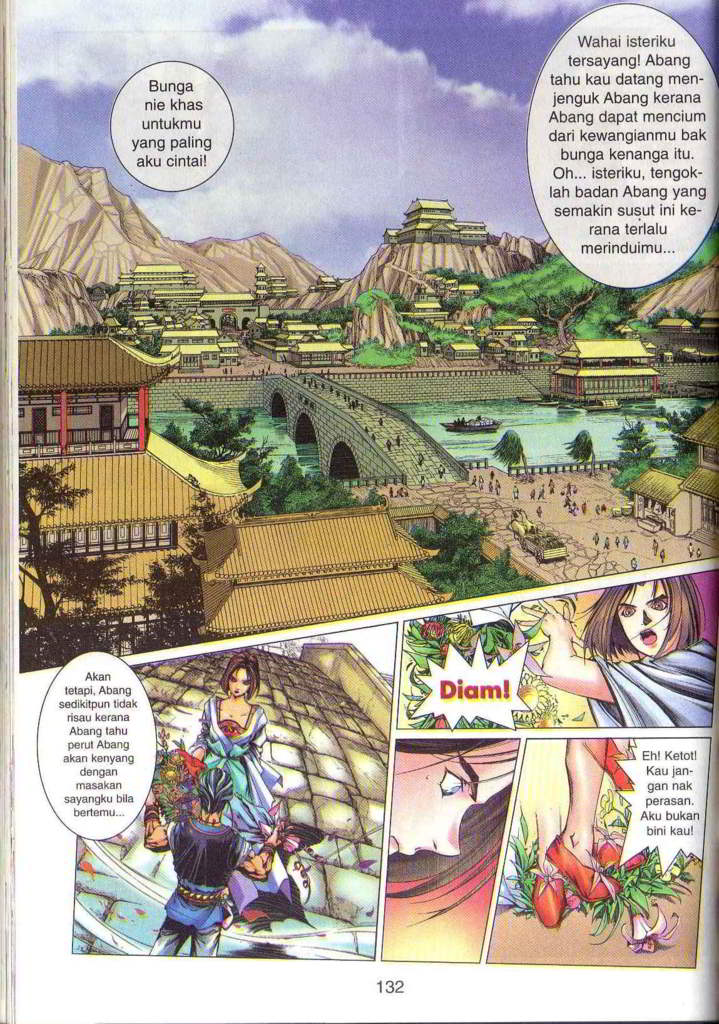 Bunga
nie khas
untukmu
yang paling
aku cintai!
Wahai isteriku
tersayang! Abang
tahu kau datang men-
jenguk Abang kerana
Abang dapat mencium
dari kewangianmu bak
bunga kenanga itu.
Oh... isteriku, tengok-
lah badan Abang yang
semakin susut ini ke-
rana terlalu
merinduimu...
Akan
tetapi, Abang
sedikitpun tidak
risau kerana
Abang tahu
perut Abang
akan kenyang
dengan
masakan
sayangku bila
bertemu...
Diam!
Eh! Ketot!
Kau jan-
gan nak
perasan.
Aku bukan
bini kau!
132